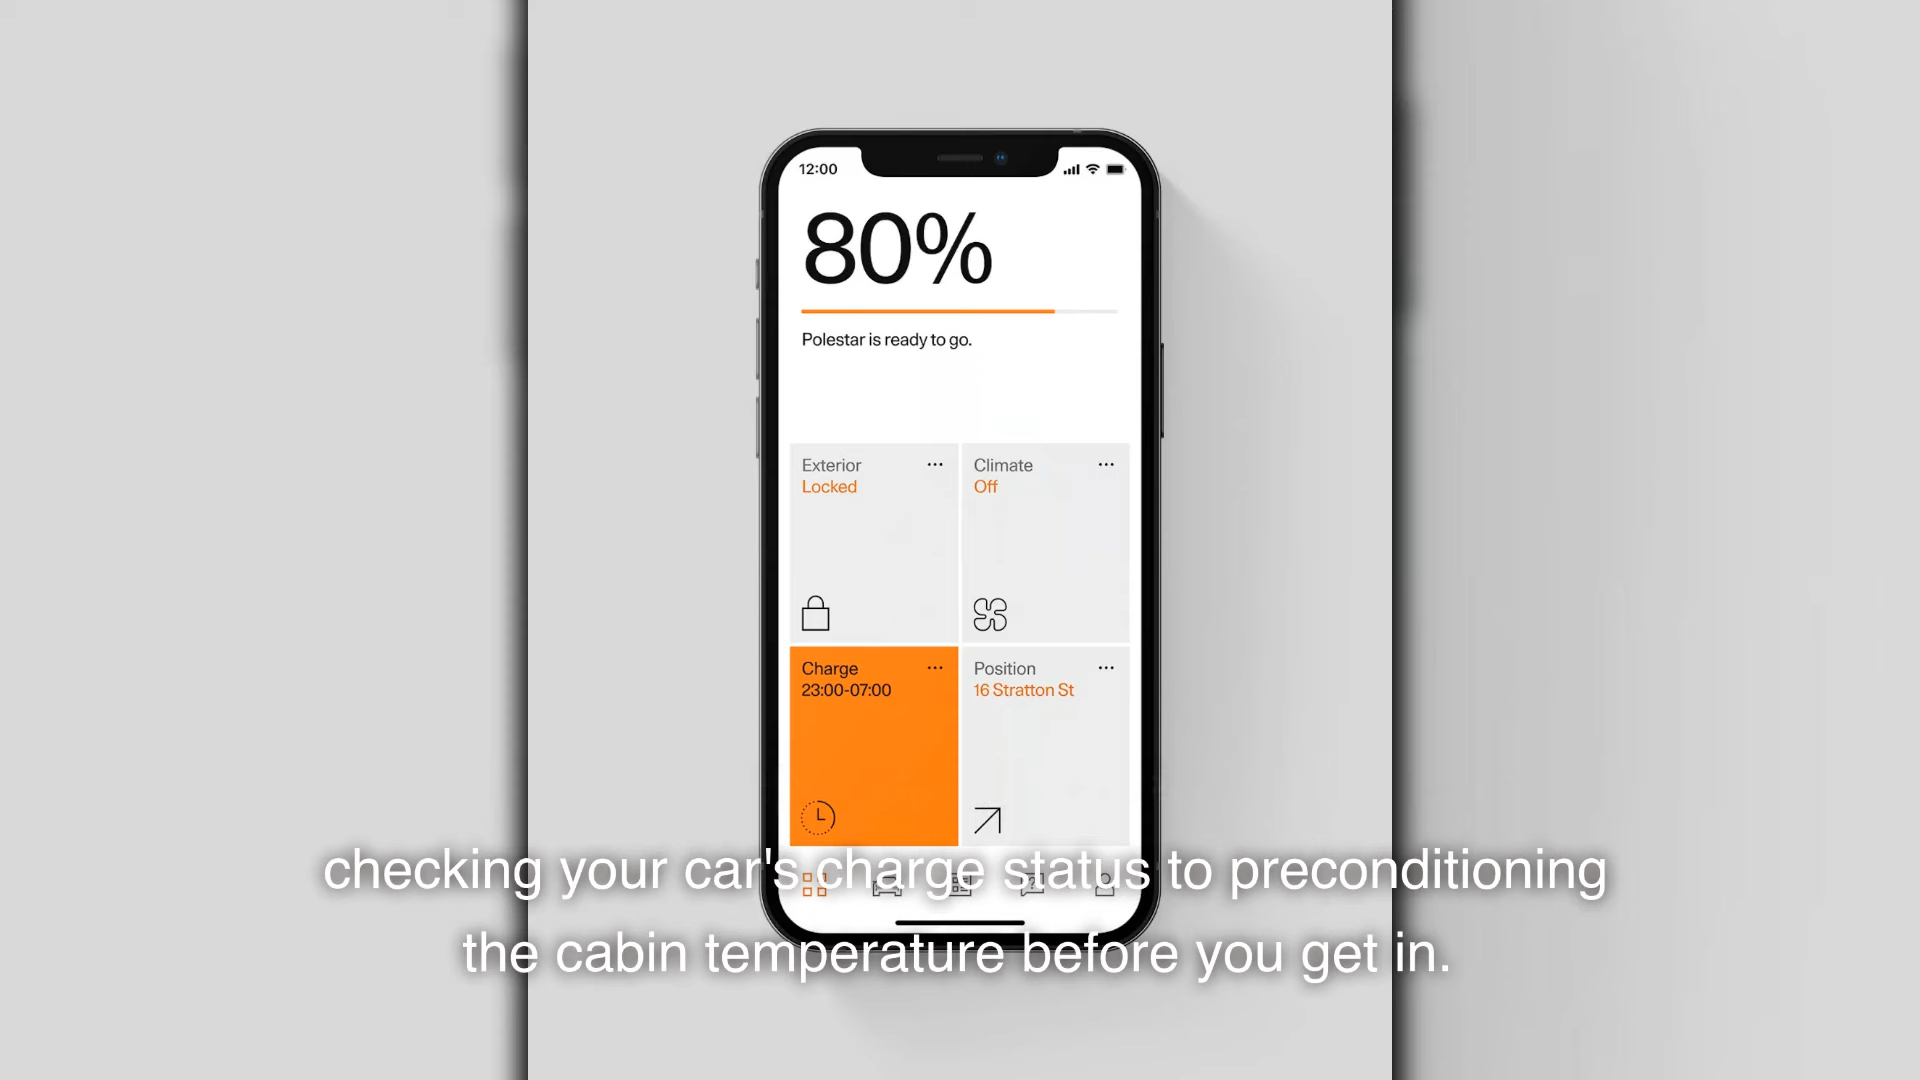 12:00
80%
Polestar is ready to go.
Exterior
Locked
Climate
Off
Charge
23:00-07:00
Position
16 Stratton St
checking your car's charge status to preconditioning
the cabin temperature before you get in.